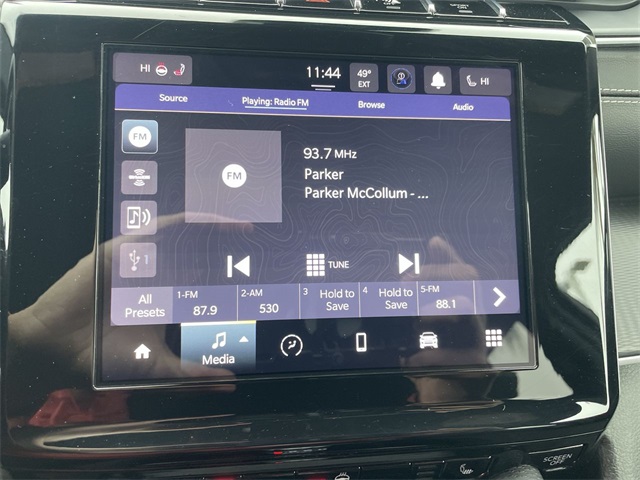 HI
11:44
49°
EXT
HI
Source
Playing: Radio FM
Browse
Audio
FM
FM
93.7 MHz
Parker
Parker McCollum - ...
1
TUNE
All
Presets
1-FM
87.9
2-AM
530
3
Hold to
Save
4
Hold to
Save
5-FM
88.1
Media
SCREEN
OFF